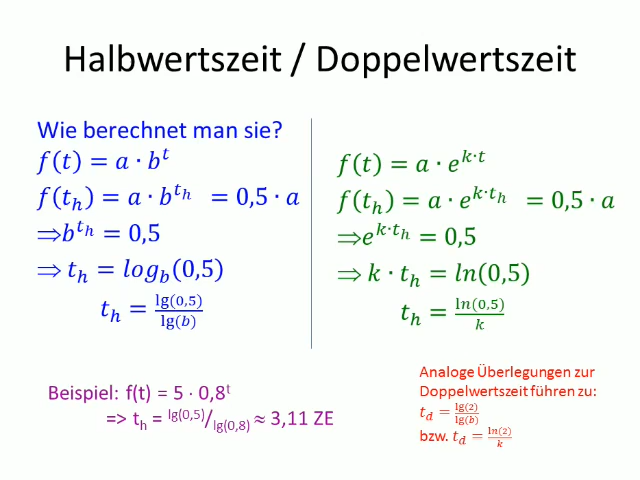 Halbwertszeit / Doppelwertszeit
Wie berechnet man sie?
f(t) = a · b^t
f(t_h) = a · b^{t_h} = 0,5 · a
⇒b^{t_h} = 0,5
⇒ t_h = log_b(0,5)
t_h = lg(0,5)/lg(b)
f(t) = a · e^{k·t}
f(t_h) = a · e^{k·t_h} = 0,5 · a
⇒e^{k·t_h} = 0,5
⇒ k · t_h = ln(0,5)
t_h = ln(0,5)/k
Beispiel: f(t) = 5 · 0,8^t
=> t_h = lg(0,5)/lg(0,8) ≈ 3,11 ZE
Analoge Überlegungen zur
Doppelwertszeit führen zu:
t_d = lg(2)/lg(b)
bzw. t_d = ln(2)/k